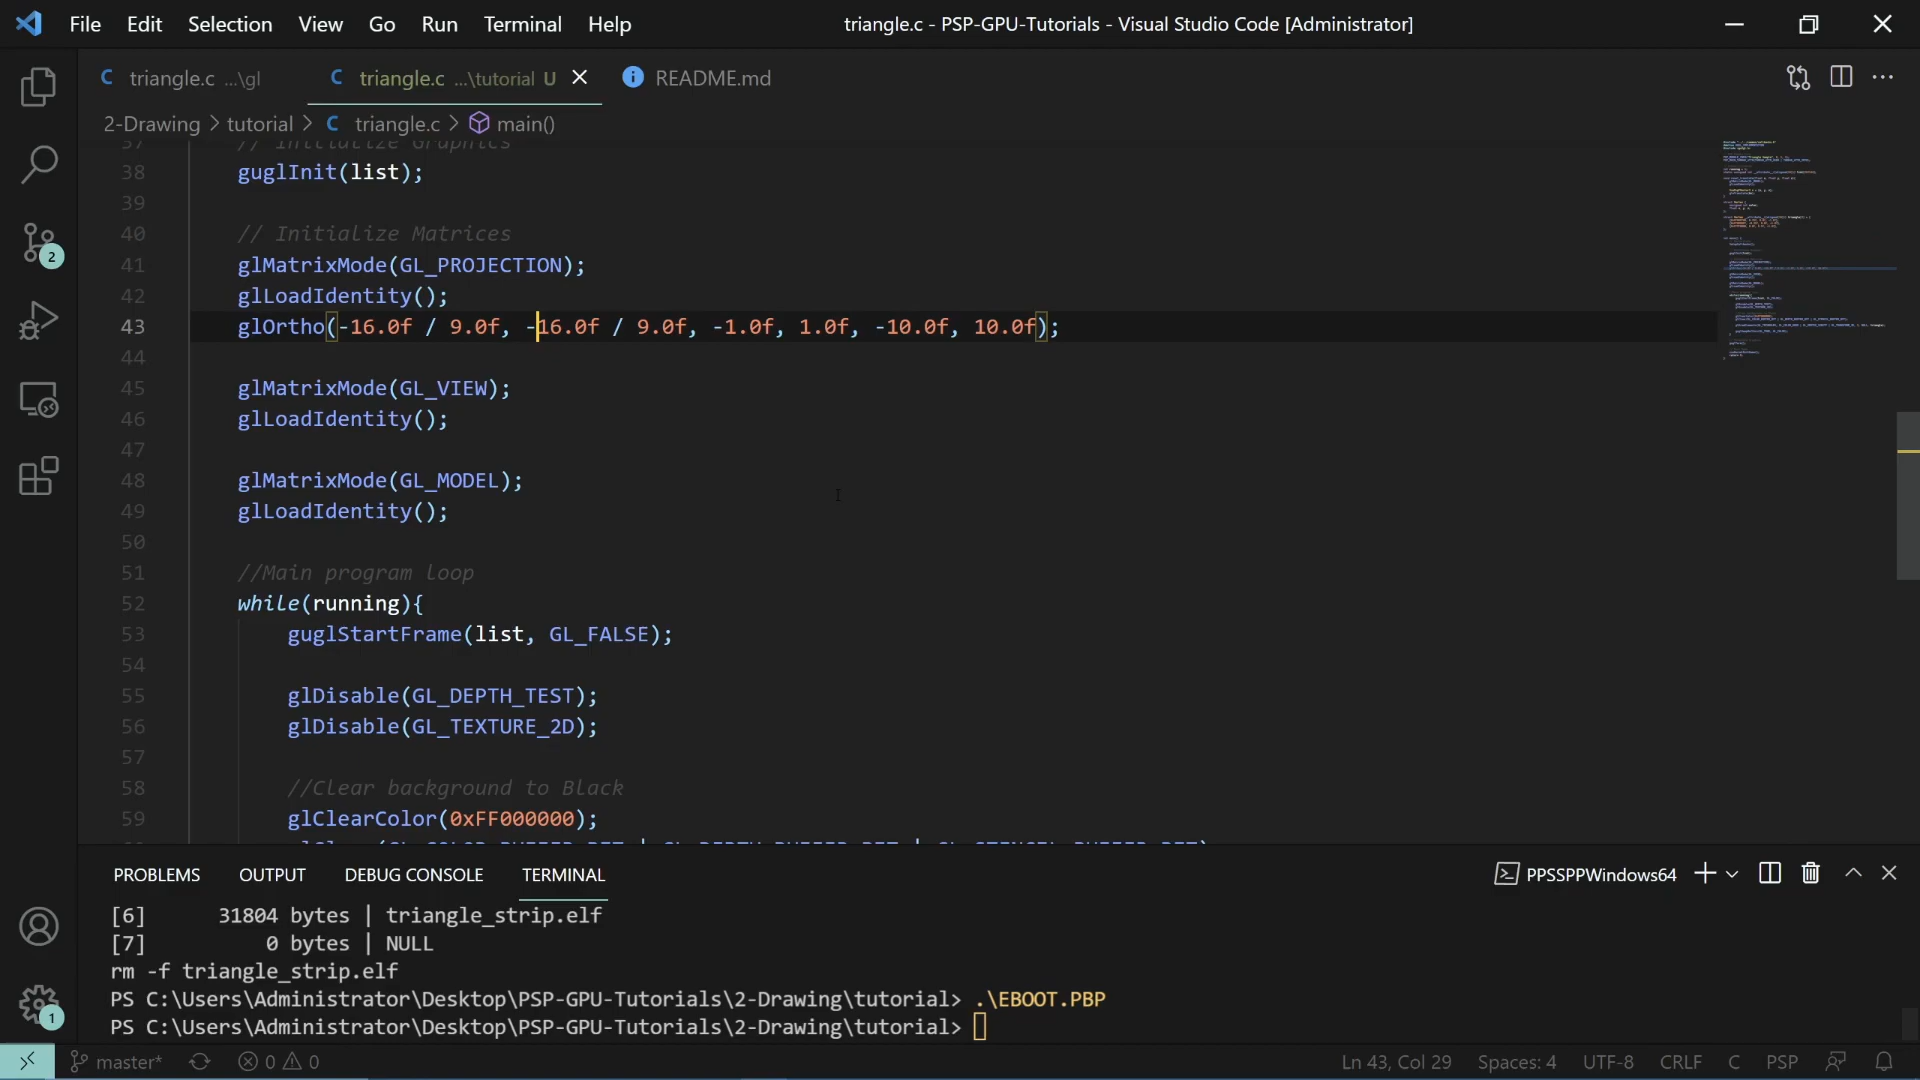 File Edit Selection View Go Run Terminal Help triangle.c - PSP-GPU-Tutorials - Visual Studio Code [Administrator]
triangle.c ...\gl triangle.c ...\tutorial U README.md
2-Drawing > tutorial > C triangle.c > main()
37 // Initialize Graphics
38 guglInit(list);
39
40 // Initialize Matrices
41 glMatrixMode(GL_PROJECTION);
42 glLoadIdentity();
43 glOrtho(-16.0f / 9.0f, -16.0f / 9.0f, -1.0f, 1.0f, -10.0f, 10.0f);
44
45 glMatrixMode(GL_VIEW);
46 glLoadIdentity();
47
48 glMatrixMode(GL_MODEL);
49 glLoadIdentity();
50
51 //Main program loop
52 while(running){
53 guglStartFrame(list, GL_FALSE);
54
55 glDisable(GL_DEPTH_TEST);
56 glDisable(GL_TEXTURE_2D);
57
58 //Clear background to Black
59 glClearColor(0xFF000000);
2
1
PROBLEMS OUTPUT DEBUG CONSOLE TERMINAL PPSSPPWindows64
[6] 31804 bytes | triangle_strip.elf
[7] 0 bytes | NULL
rm -f triangle_strip.elf
PS C:\Users\Administrator\Desktop\PSP-GPU-Tutorials\2-Drawing\tutorial> .\EBOOT.PBP
PS C:\Users\Administrator\Desktop\PSP-GPU-Tutorials\2-Drawing\tutorial>
master* 0 0 Ln 43, Col 29 Spaces: 4 UTF-8 CRLF C PSP